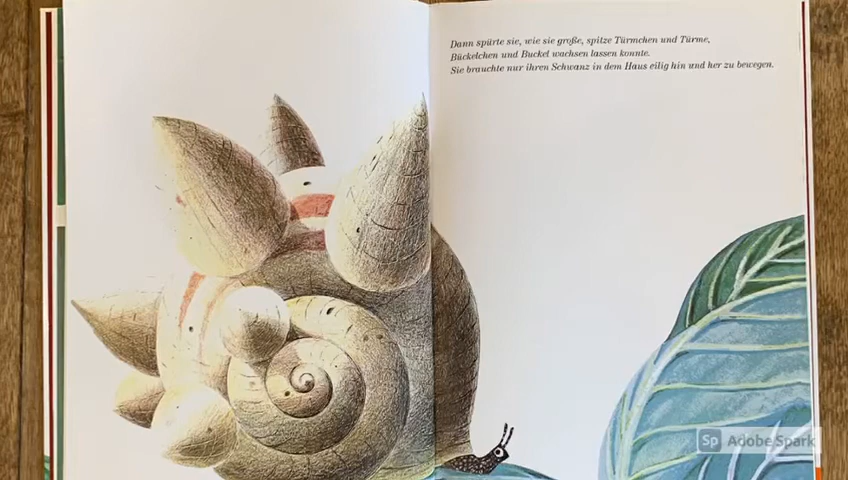 Dann spürte sie, wie sie große, spitze Türmchen und Türme,
Bückelchen und Buckel wachsen lassen konnte.
Sie brauchte nur ihren Schwanz in dem Haus eilig hin und her zu bewegen.
Sp Adobe Spark